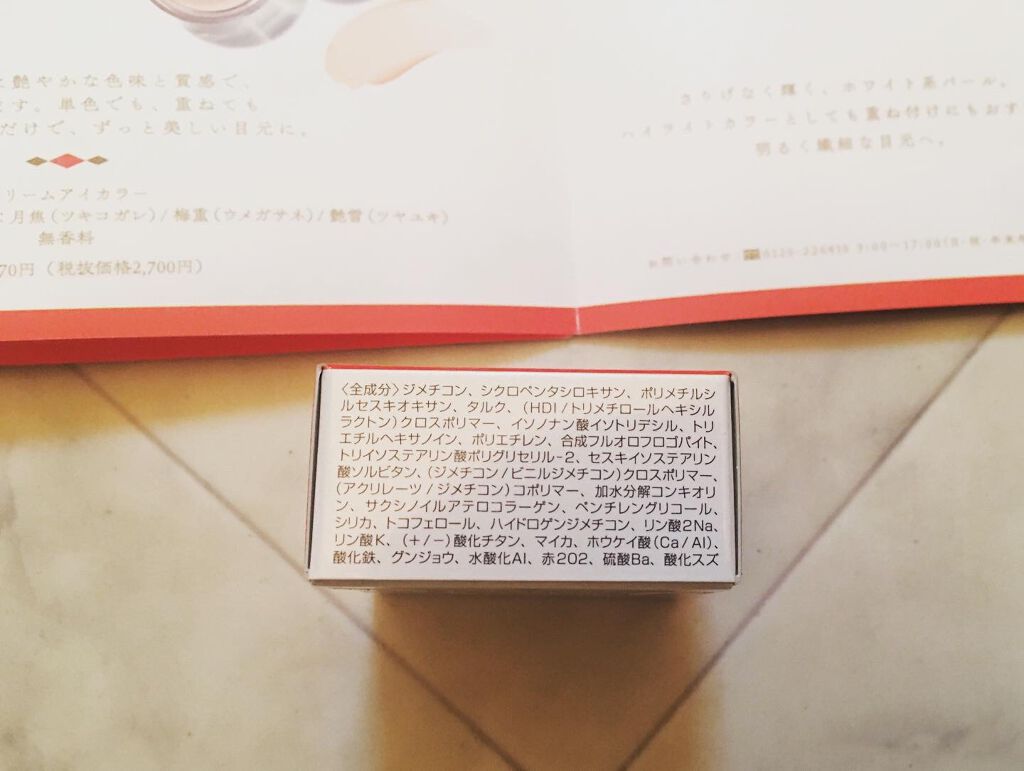 艶やかな色味と質感で、
ます。単色でも、重ねても
だけで、ずっと美しい目元に。
リームアイカラー
月焦(ツキコガレ)/梅重(ウメガサネ)/艶雪(ツヤユキ)
無香料
70円(税抜価格2,700円)
さりげなく輝く、ホワイト系パール。
ハイライトカラーとしても重ね付けにもおす
明るく繊細な目元へ。
お問い合わせ
9:00〜17:00
〈全成分〉ジメチコン、シクロペンタシロキサン、ポリメチルシ
ルセスキオキサン、タルク、(HDI/トリメチロールヘキシル
ラクトン)クロスポリマー、イソノナン酸イソトリデシル、トリ
エチルヘキサノイン、ポリエチレン、合成フルオロフロゴパイト、
トリイソステアリン酸ポリグリセリル-2、セスキイソステアリン
酸ソルビタン、(ジメチコン/ビニルジメチコン)クロスポリマー、
(アクリレーツ/ジメチコン)コポリマー、加水分解コンキオリ
ン、サクシノイルアテロコラーゲン、ペンチレングリコール、
シリカ、トコフェロール、ハイドロゲンジメチコン、リン酸2Na、
リン酸K、(+/-)酸化チタン、マイカ、ホウケイ酸(Ca/Al)、
酸化鉄、グンジョウ、水酸化Al、赤202、硫酸Ba、酸化スズ